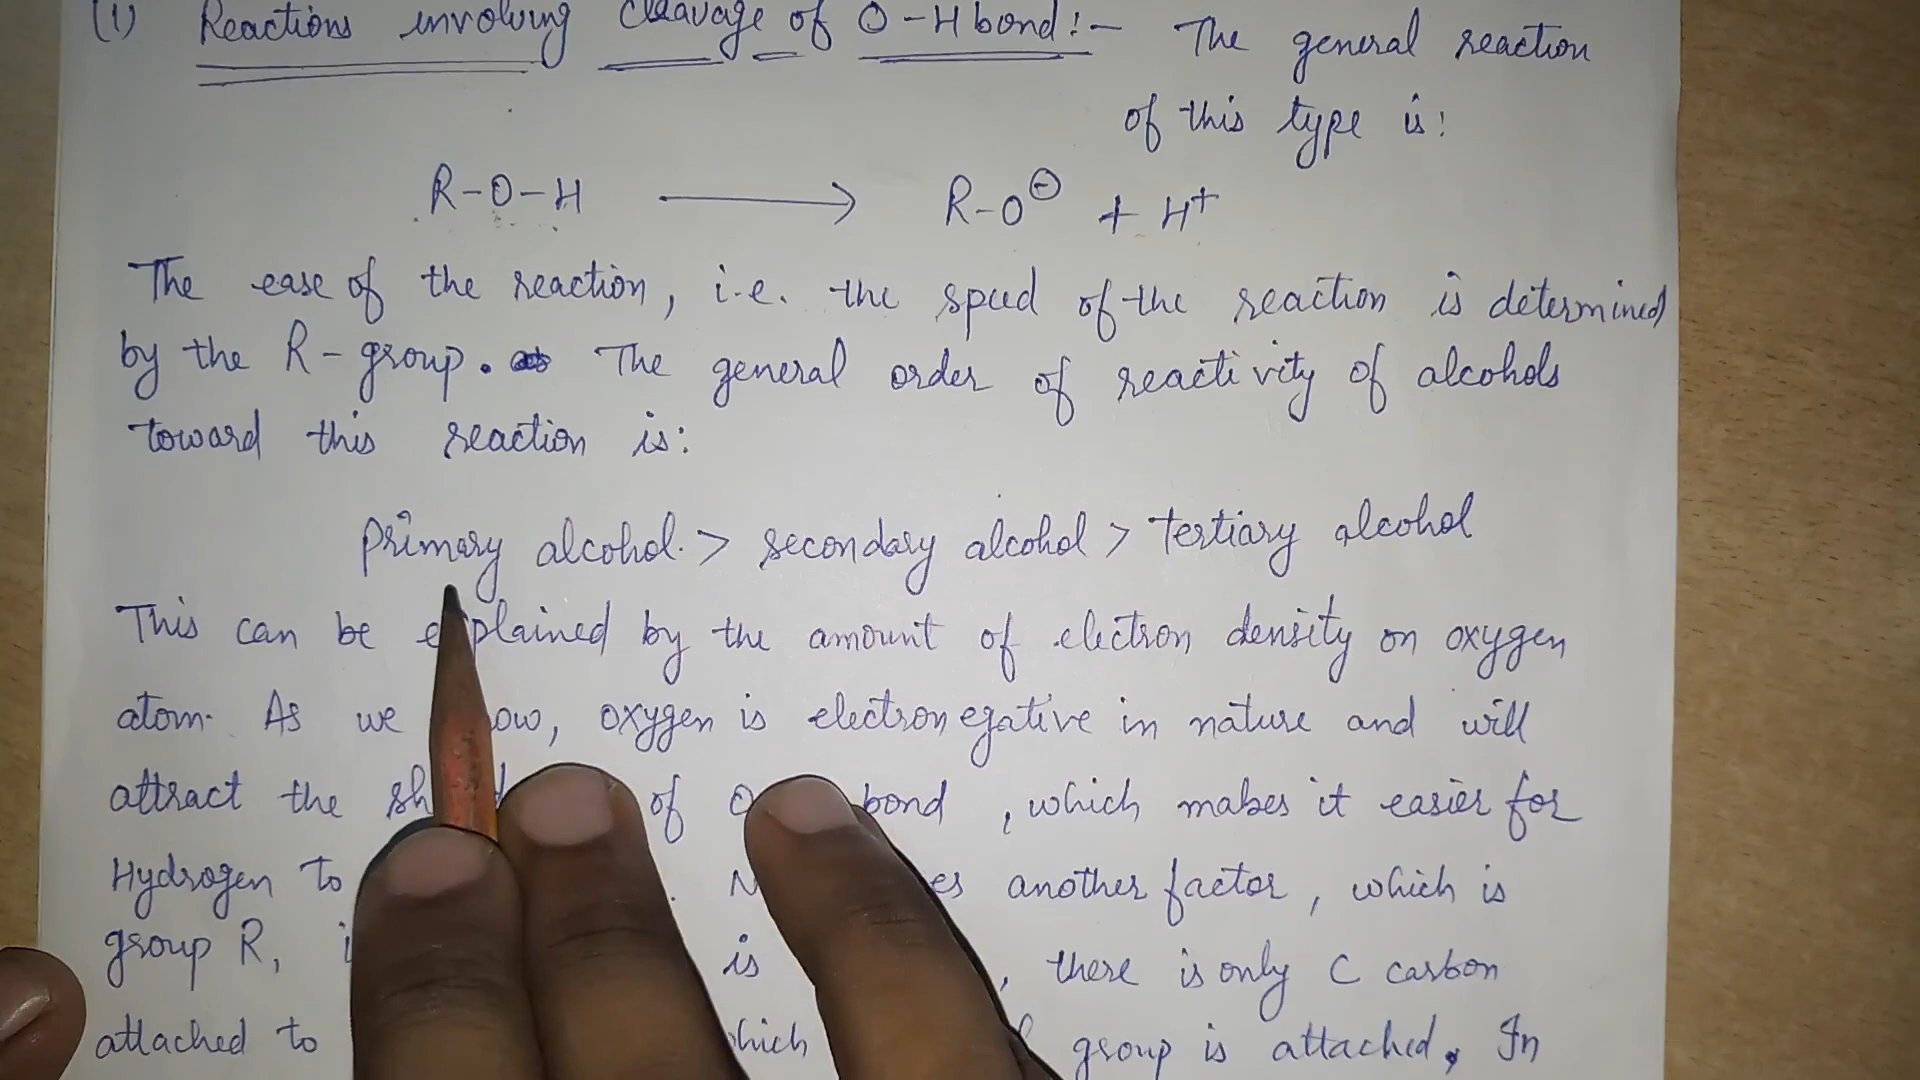 (1) Reactions involving cleavage of O-H bond:- The general reaction
of this type is:
R-O-H ⟶ R-O⊖ + H+
The ease of the reaction, i.e. the speed of the reaction is determined
by the R-group. The general order of reactivity of alcohols
toward this reaction is:
primary alcohol. > secondary alcohol > tertiary alcohol
This can be explained by the amount of electron density on oxygen
atom. As we ow, oxygen is electronegative in nature and will
attract the of bond, which makes it easier for
Hydrogen to another factor, which is
group R, is , there is only C carbon
attached to which group is attached. In